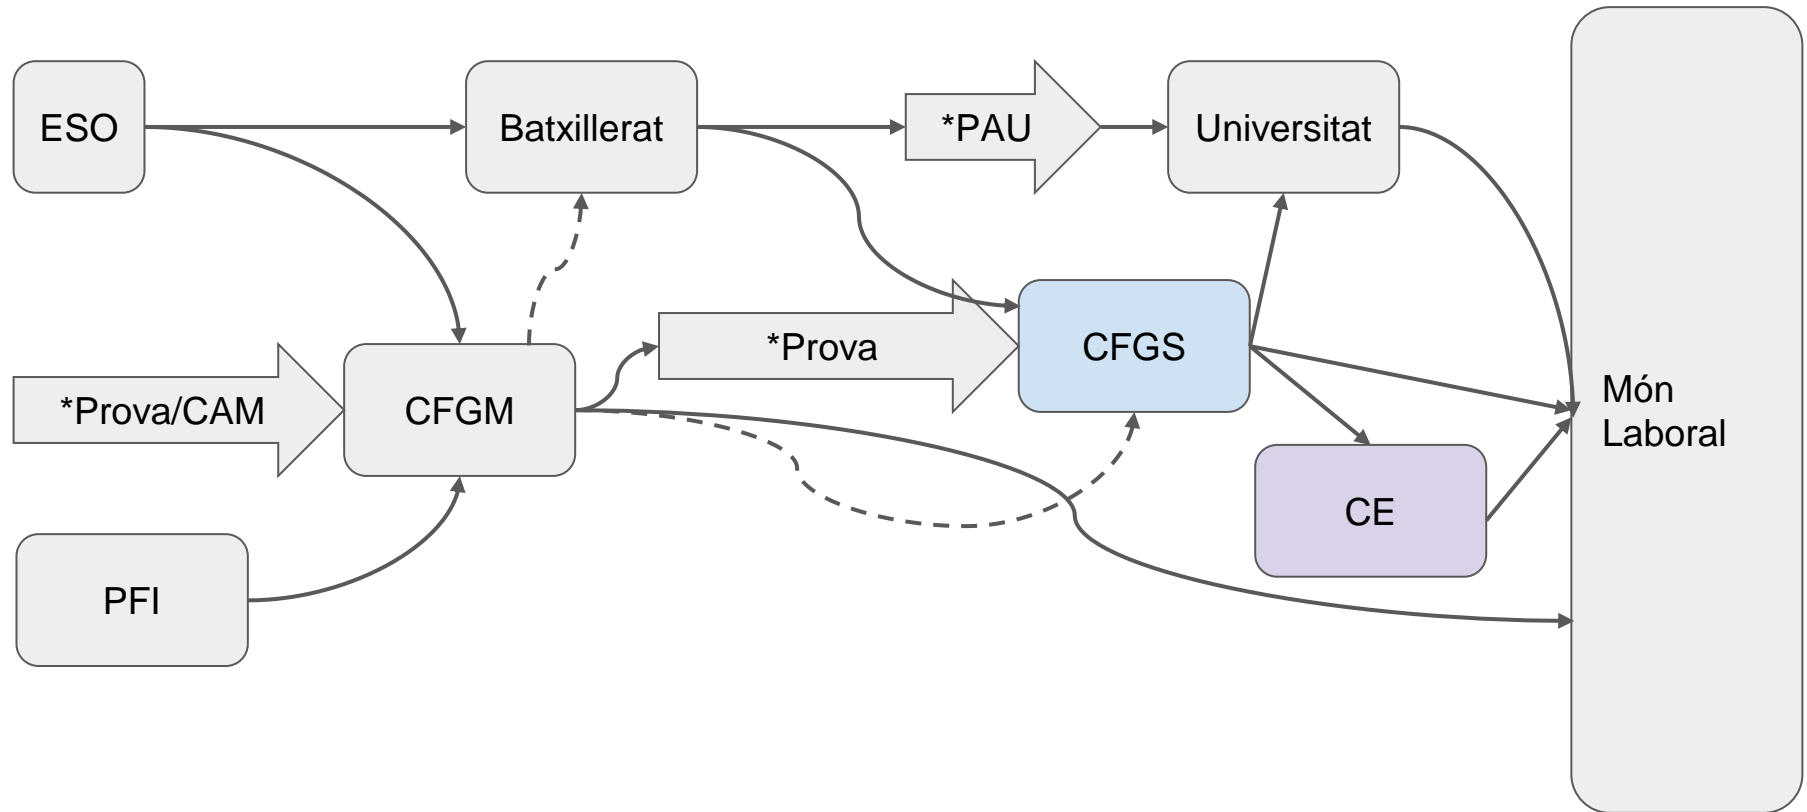 ESO
Batxillerat
*PAU
Universitat
*Prova
CFGS
*Prova/CAM
CFGM
Món
Laboral
CE
PFI